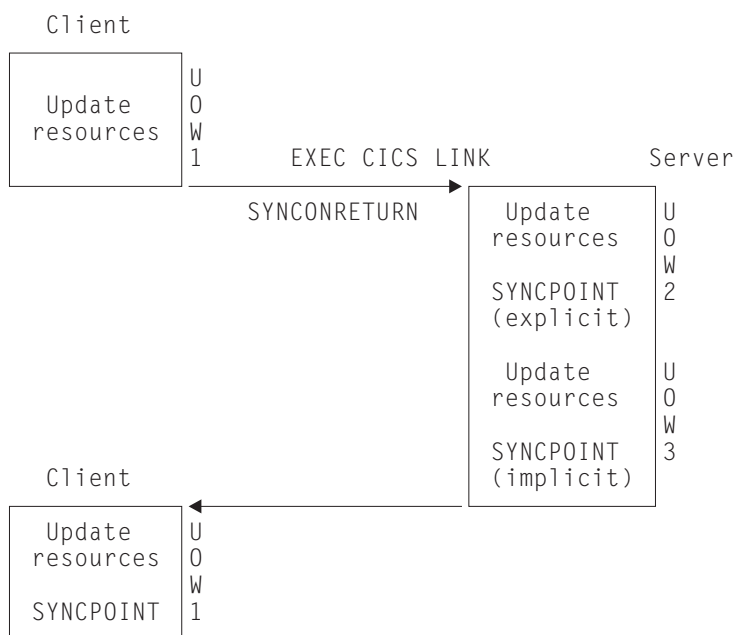 Client
Update
resources
U
O
W
1
EXEC CICS LINK
SYNCONRETURN
Server
Update
resources
SYNCPOINT
(explicit)
U
O
W
2
Update
resources
SYNCPOINT
(implicit)
U
O
W
3
Client
Update
resources
SYNCPOINT
U
O
W
1